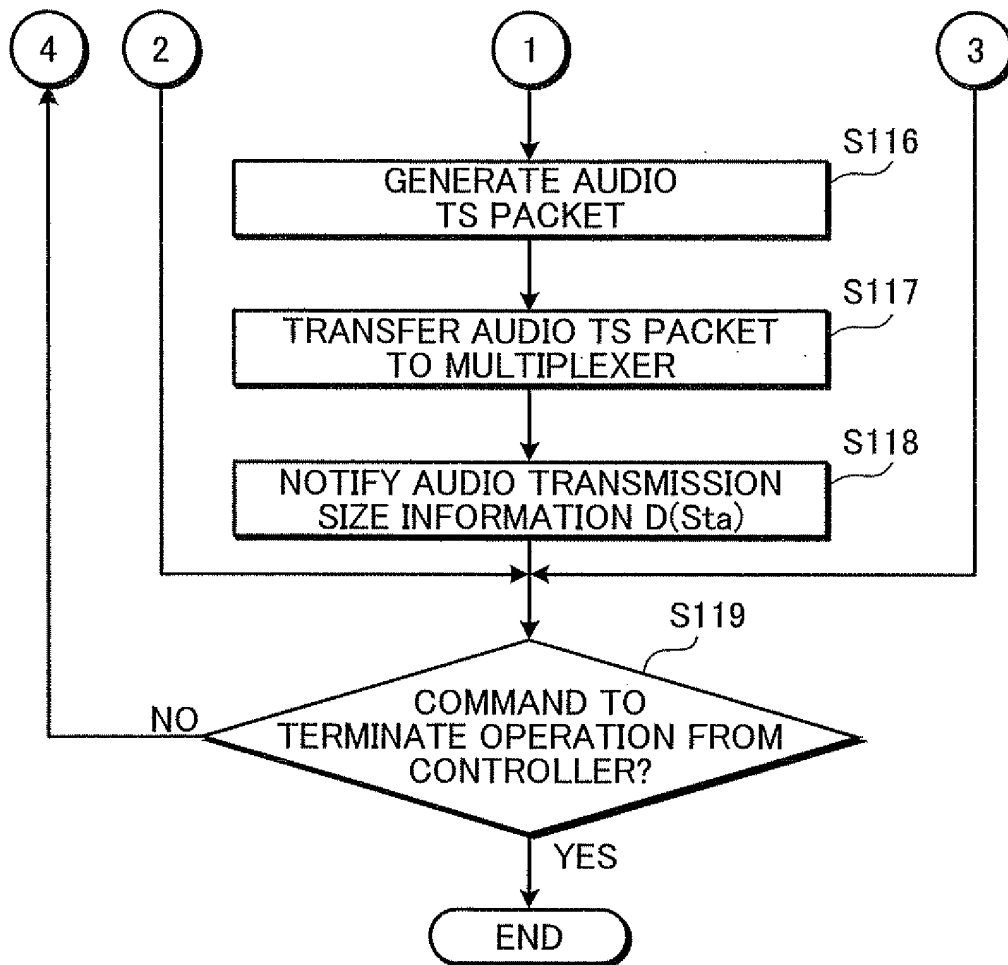 4
2
1
3
S116
GENERATE AUDIO
TS PACKET
S117
TRANSFER AUDIO TS PACKET
TO MULTIPLEXER
S118
NOTIFY AUDIO TRANSMISSION
SIZE INFORMATION D(Sta)
S119
COMMAND TO
TERMINATE OPERATION FROM
CONTROLLER?
NO
YES
END